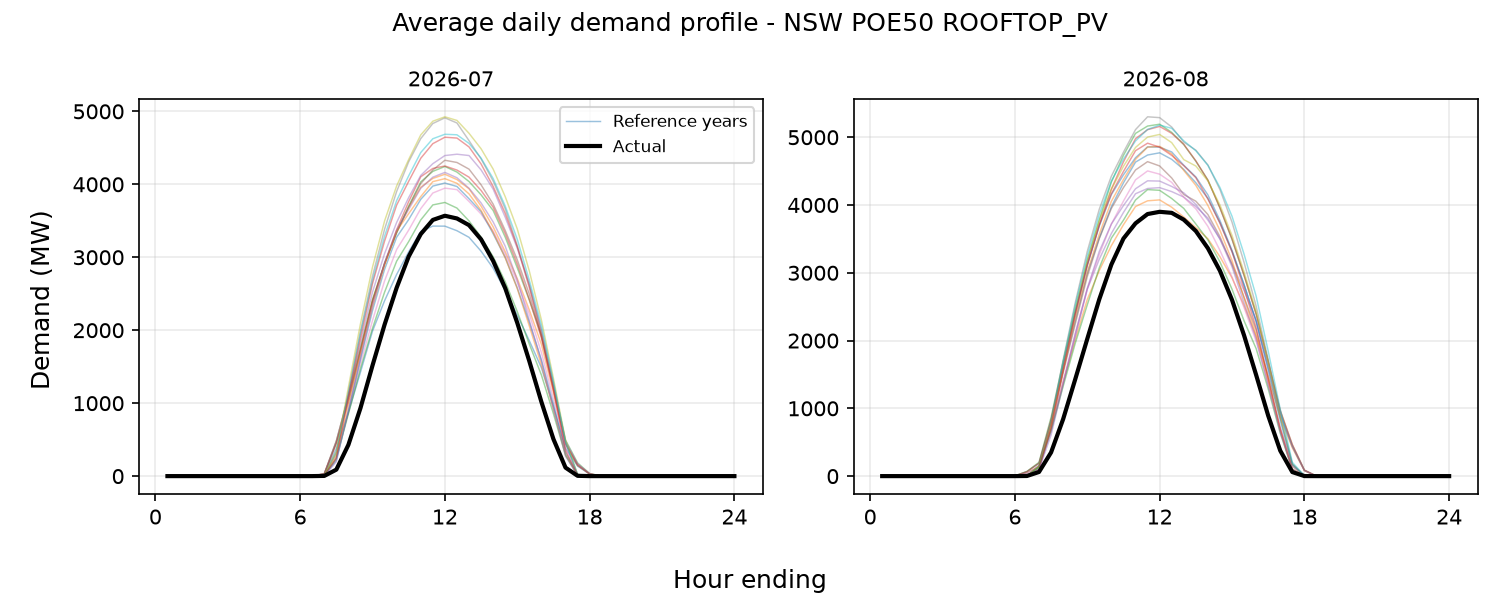 Average daily demand profile - NSW POE50 ROOFTOP_PV
2026-07
2026-08
Demand (MW)
5000
4000
3000
2000
1000
0
Reference years
Actual
0 6 12 18 24
5000
4000
3000
2000
1000
0
0 6 12 18 24
Hour ending